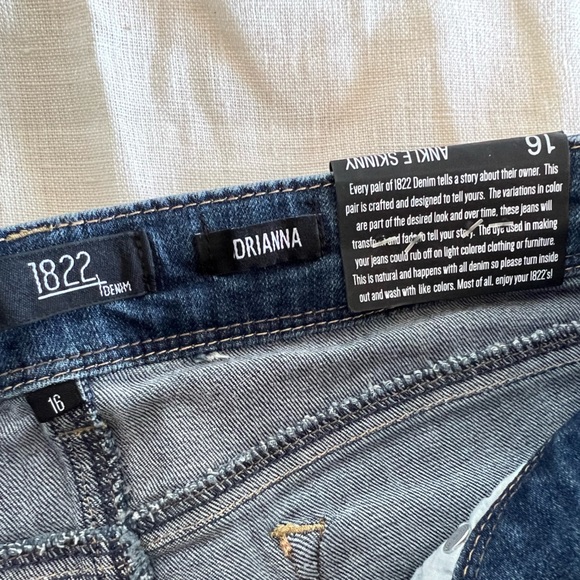 1822
DENIM
DRIANNA
16
ANKLE SKINNY
16
Every pair of 1822 Denim tells a story about their owner. This
pair is crafted and designed to tell yours. The variations in color
are part of the desired look and over time, these jeans will
and fade to tell your story. The dye used in making
your jeans could rub off on light colored clothing or furniture.
This is natural and happens with all denim so please turn inside
out and wash with like colors. Most of all, enjoy your 1822's!